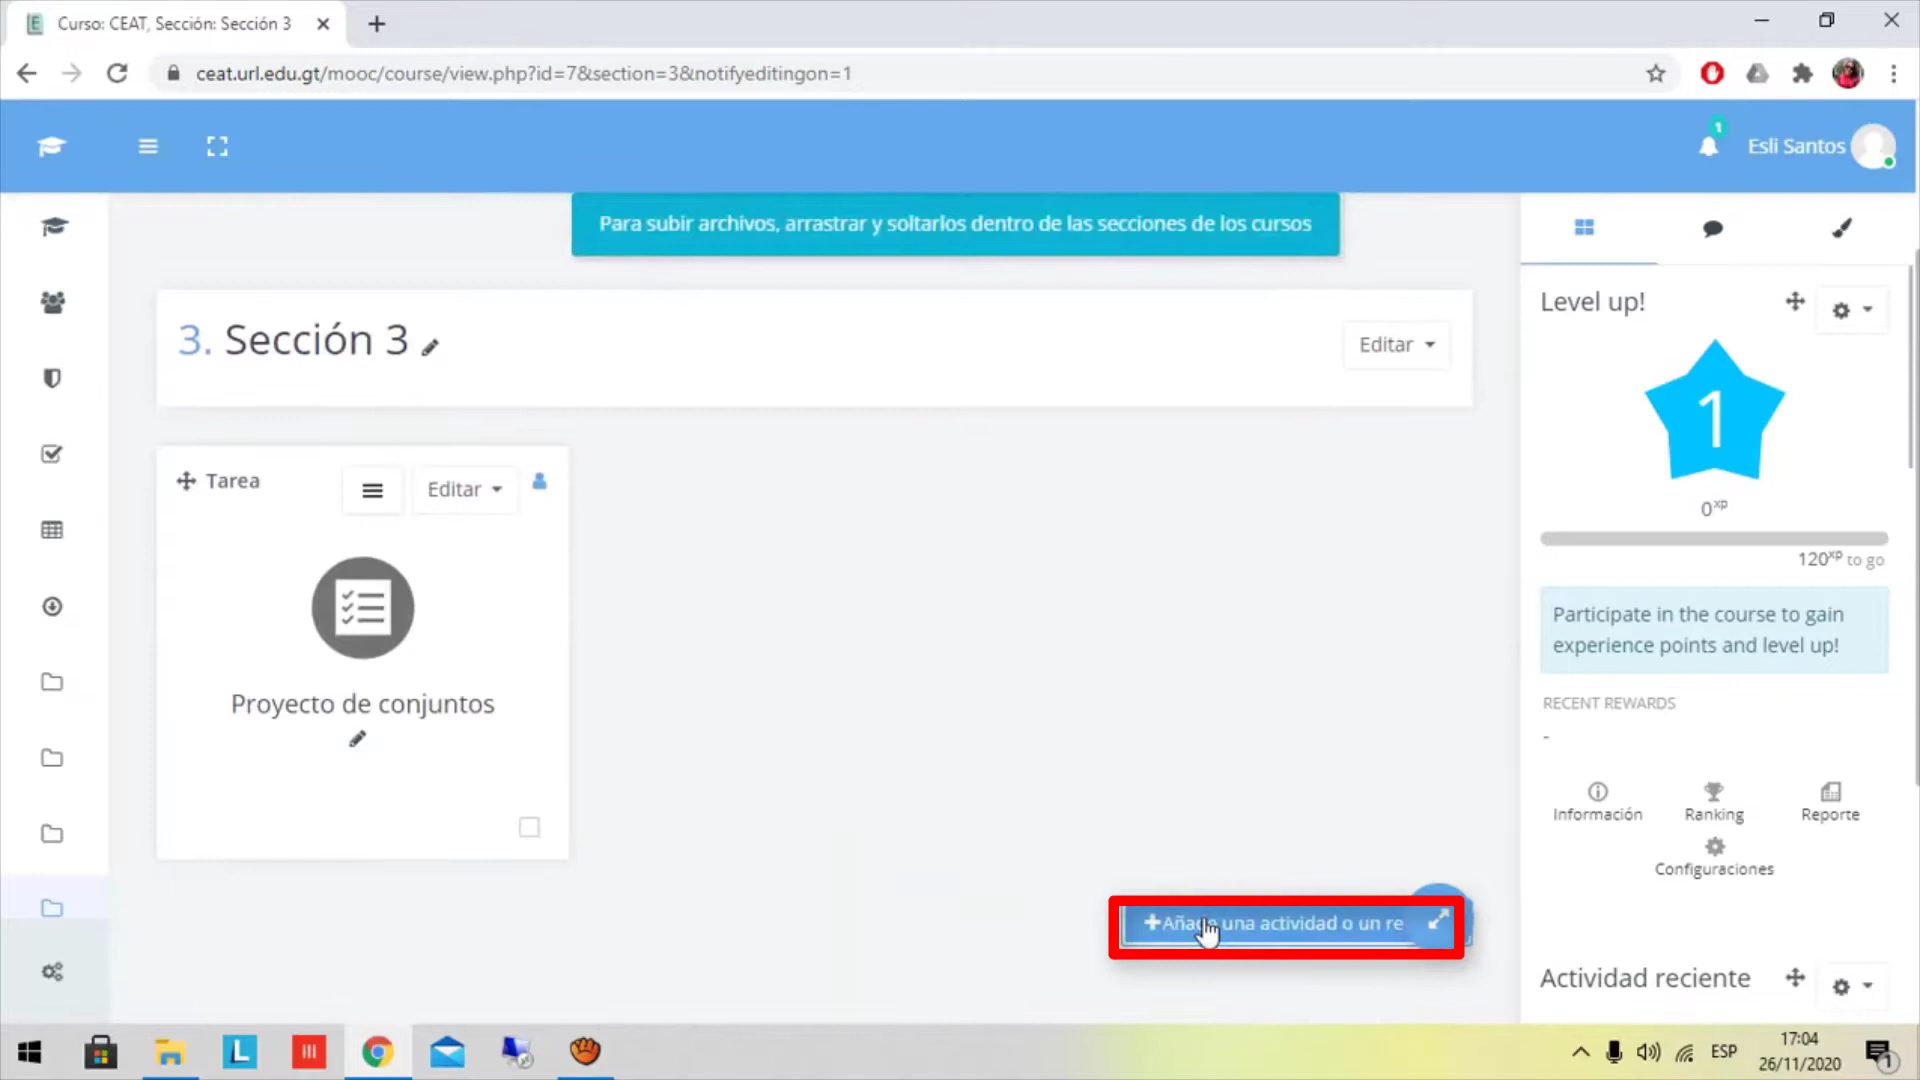 Curso: CEAT, Sección: Sección 3
ceat.url.edu.gt/mooc/course/view.php?id=7&section=3&notifyeditingon=1
1
Esli Santos
Para subir archivos, arrastrar y soltarlos dentro de las secciones de los cursos
3. Sección 3
Editar
Tarea
Editar
Proyecto de conjuntos
+Añade una actividad o un re
Level up!
1
0xp
120xp to go
Participate in the course to gain
experience points and level up!
RECENT REWARDS
-
Información
Ranking
Reporte
Configuraciones
Actividad reciente
L
ESP
17:04
26/11/2020
1